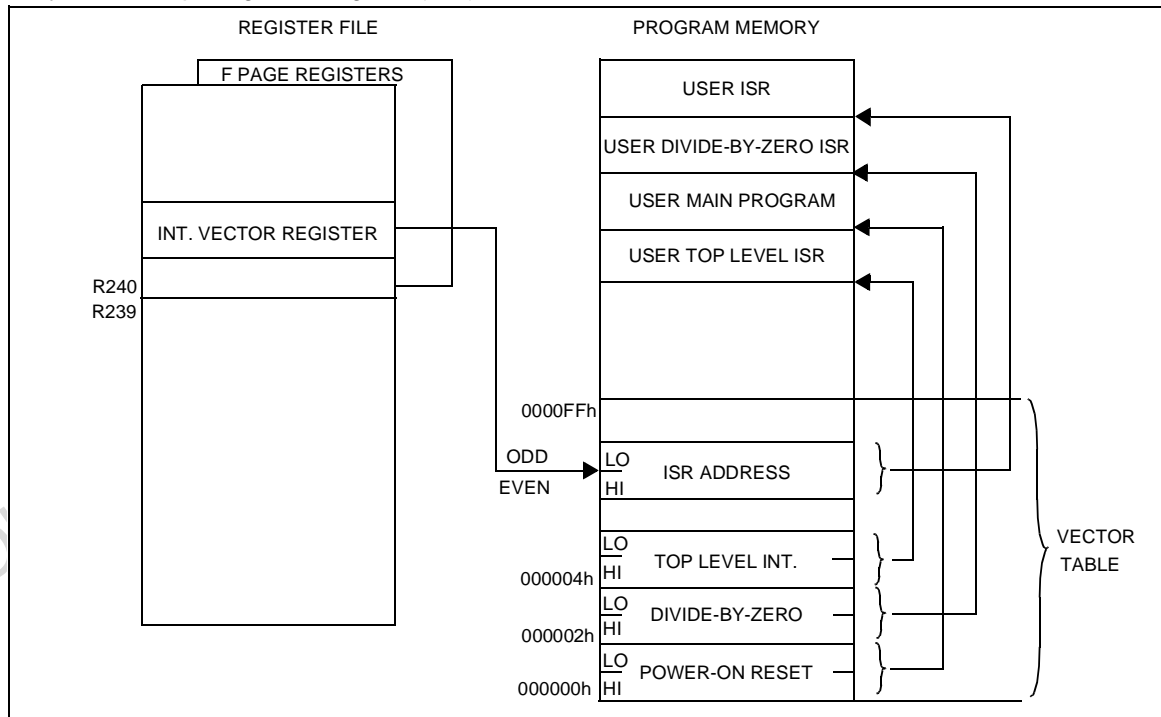 REGISTER FILE
PROGRAM MEMORY
F PAGE REGISTERS
INT. VECTOR REGISTER
R240
R239
USER ISR
USER DIVIDE-BY-ZERO ISR
USER MAIN PROGRAM
USER TOP LEVEL ISR
0000FFh
ODD
EVEN
LO
HI
ISR ADDRESS
LO
HI
TOP LEVEL INT.
000004h
LO
HI
DIVIDE-BY-ZERO
000002h
LO
HI
POWER-ON RESET
000000h
VECTOR
TABLE